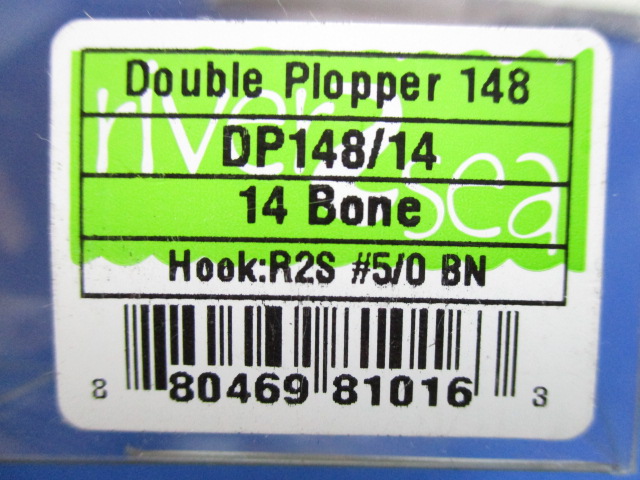 Double Plopper 148
river2sea
DP148/14
14 Bone
Hook:R2S #5/0 BN
8 80469 81016 3